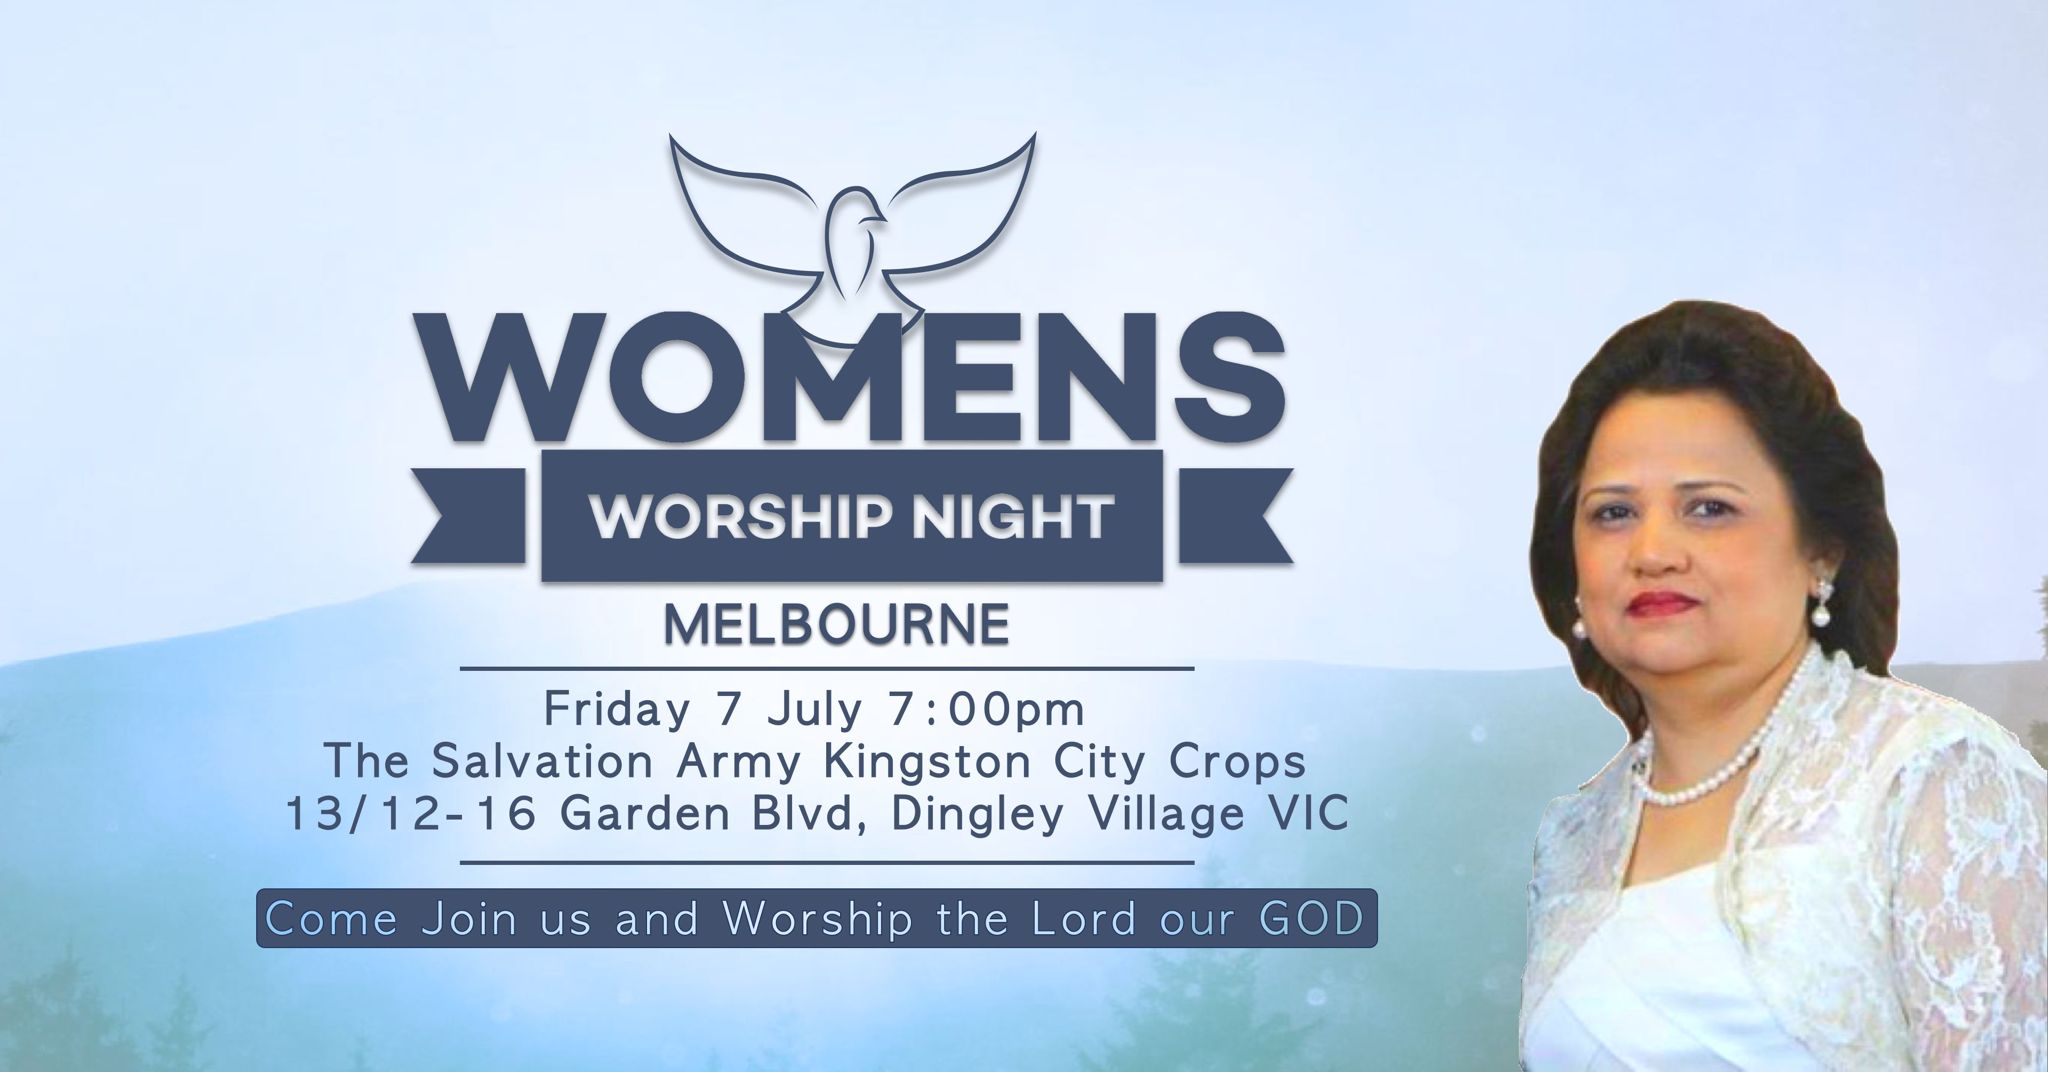 WOMENS
WORSHIP NIGHT
MELBOURNE
Friday 7 July 7:00pm
The Salvation Army Kingston City Crops
13/12-16 Garden Blvd, Dingley Village VIC
Come Join us and Worship the Lord our GOD